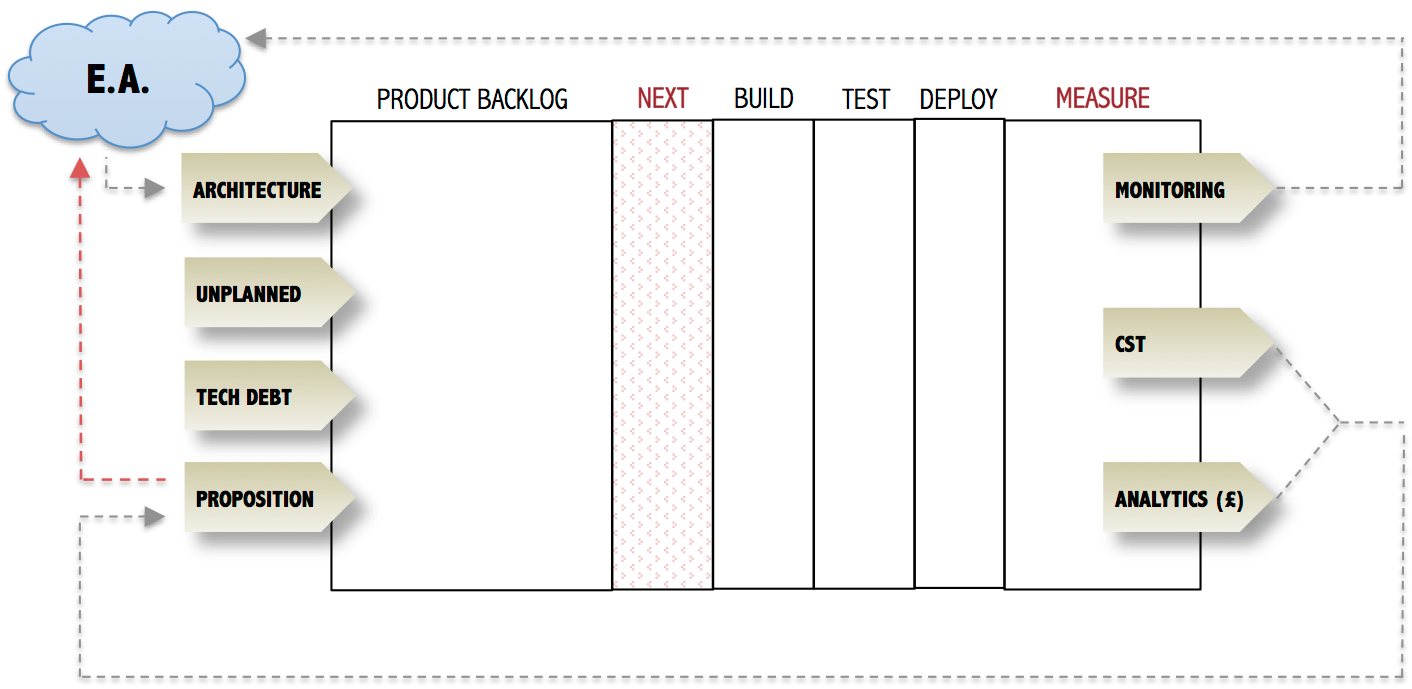 E.A.
PRODUCT BACKLOG
NEXT
BUILD
TEST
DEPLOY
MEASURE
ARCHITECTURE
UNPLANNED
TECH DEBT
PROPOSITION
MONITORING
CST
ANALYTICS (£)